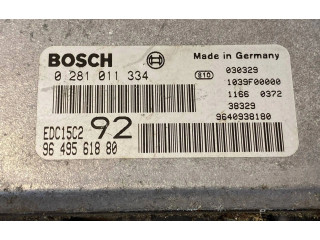 BOSCH Made in Germany
0 281 011 334 S10 030329
1039F00000
1166 0372
38329
EDC15C2 92 9640938180
96 495 618 80